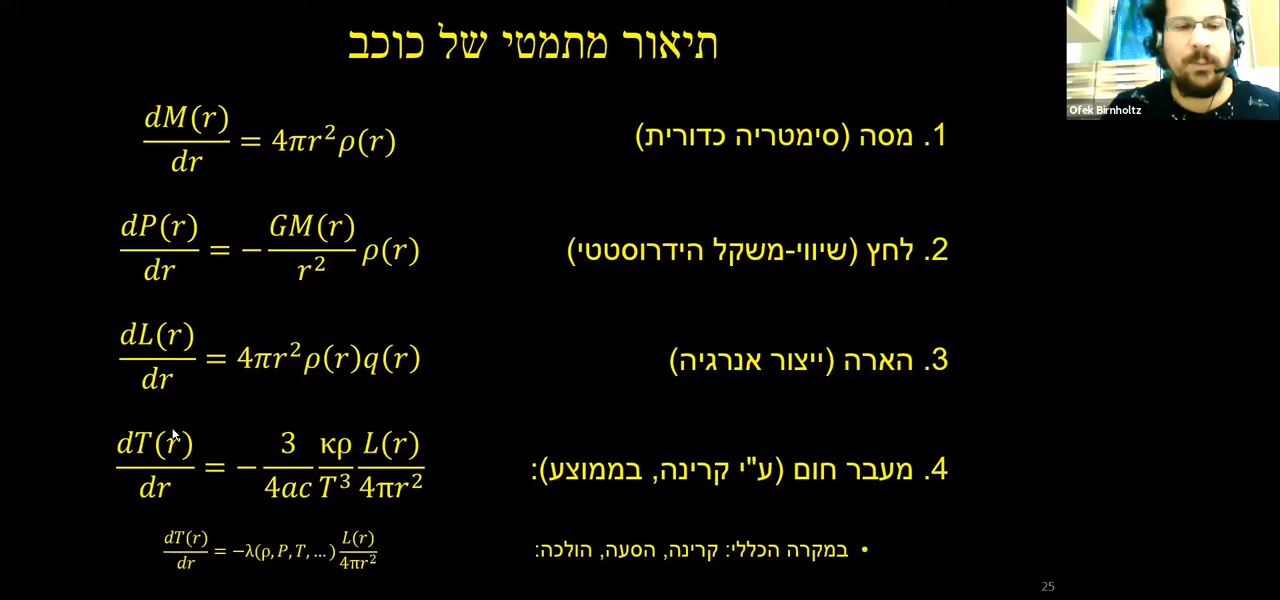 תיאור מתמטי של כוכב
Ofek Birnholtz
1. מסה (סימטריה כדורית)
dM(r)/dr = 4πr²ρ(r)
2. לחץ (שיווי-משקל הידרוסטטי)
dP(r)/dr = − GM(r)/r² ρ(r)
3. הארה (ייצור אנרגיה)
dL(r)/dr = 4πr²ρ(r)q(r)
4. מעבר חום (ע"י קרינה, בממוצע):
dT(r)/dr = − 3/4ac κρ/T³ L(r)/4πr²
• במקרה הכללי: קרינה, הסעה, הולכה:
dT(r)/dr = −λ(ρ, P, T, …) L(r)/4πr²
25